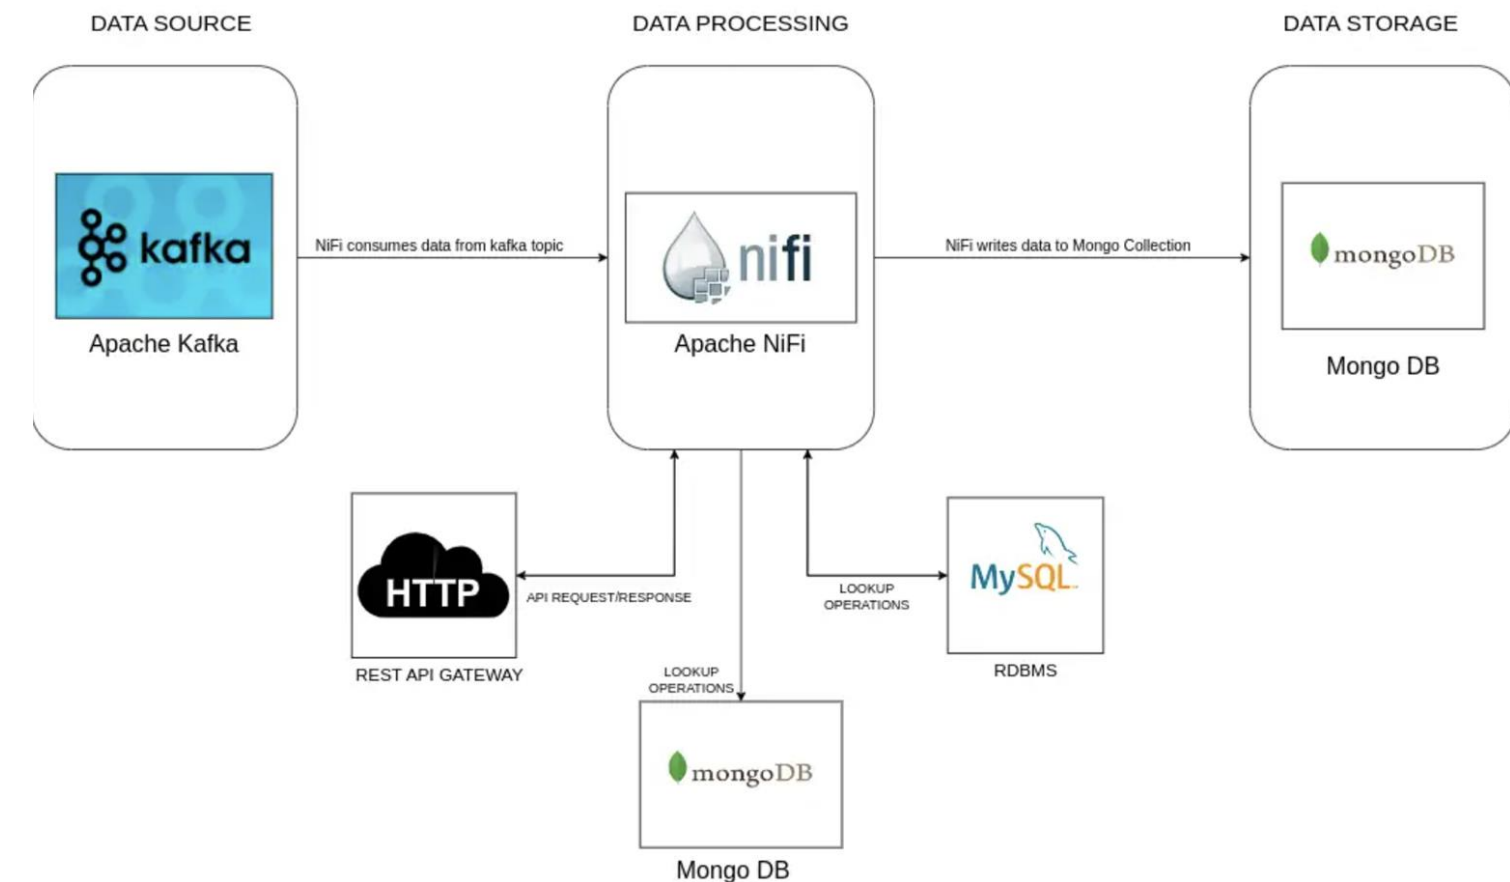 DATA SOURCE
DATA PROCESSING
DATA STORAGE
kafka
Apache Kafka
NiFi consumes data from kafka topic
nifi
Apache NiFi
NiFi writes data to Mongo Collection
mongoDB
Mongo DB
HTTP
REST API GATEWAY
API REQUEST/RESPONSE
LOOKUP
OPERATIONS
MySQL
RDBMS
LOOKUP
OPERATIONS
mongoDB
Mongo DB